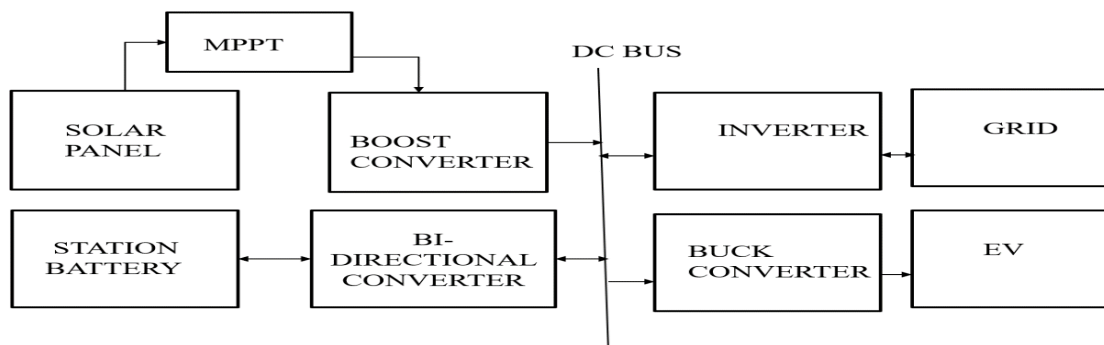 MPPT
DC BUS
SOLAR
PANEL
BOOST
CONVERTER
INVERTER
GRID
STATION
BATTERY
BI-
DIRECTIONAL
CONVERTER
BUCK
CONVERTER
EV